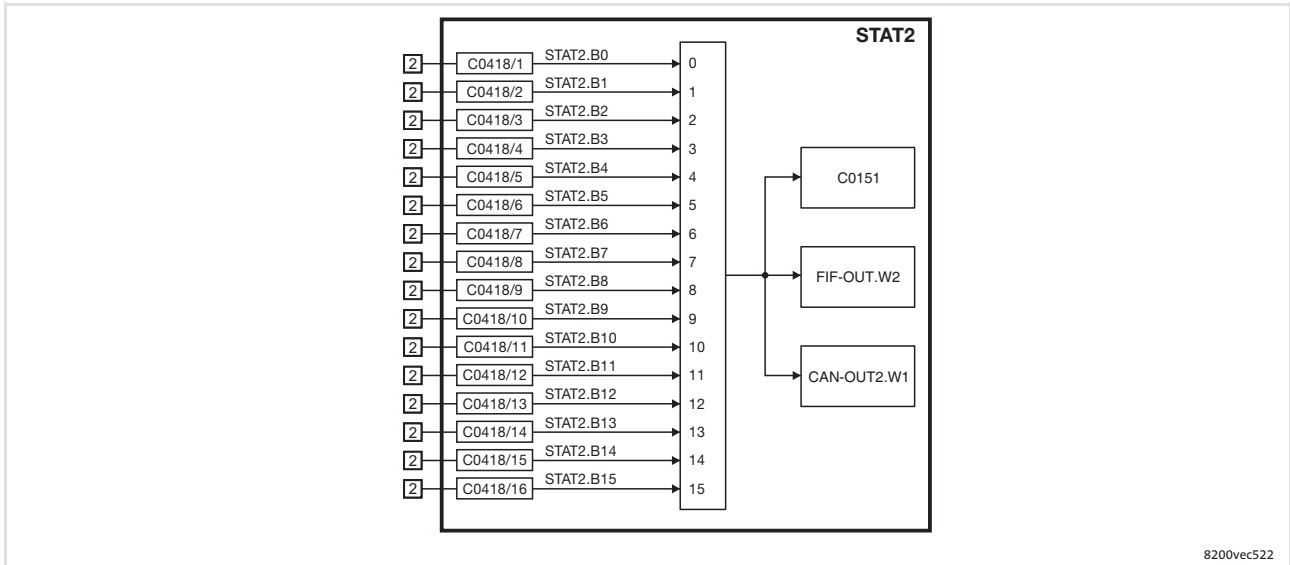 STAT2
2 C0418/1 STAT2.B0 0
2 C0418/2 STAT2.B1 1
2 C0418/3 STAT2.B2 2
2 C0418/4 STAT2.B3 3
2 C0418/5 STAT2.B4 4
2 C0418/6 STAT2.B5 5
2 C0418/7 STAT2.B6 6
2 C0418/8 STAT2.B7 7
2 C0418/9 STAT2.B8 8
2 C0418/10 STAT2.B9 9
2 C0418/11 STAT2.B10 10
2 C0418/12 STAT2.B11 11
2 C0418/13 STAT2.B12 12
2 C0418/14 STAT2.B13 13
2 C0418/15 STAT2.B14 14
2 C0418/16 STAT2.B15 15
C0151
FIF-OUT.W2
CAN-OUT2.W1
8200vec522